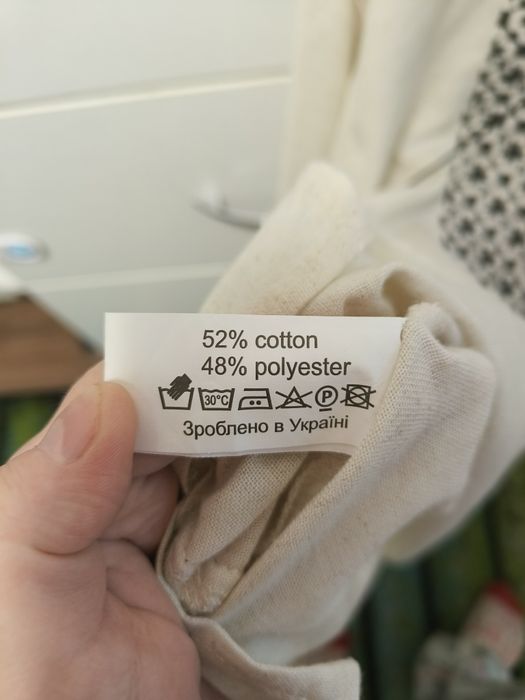 52% cotton
48% polyester
30°C P
Зроблено в Україні